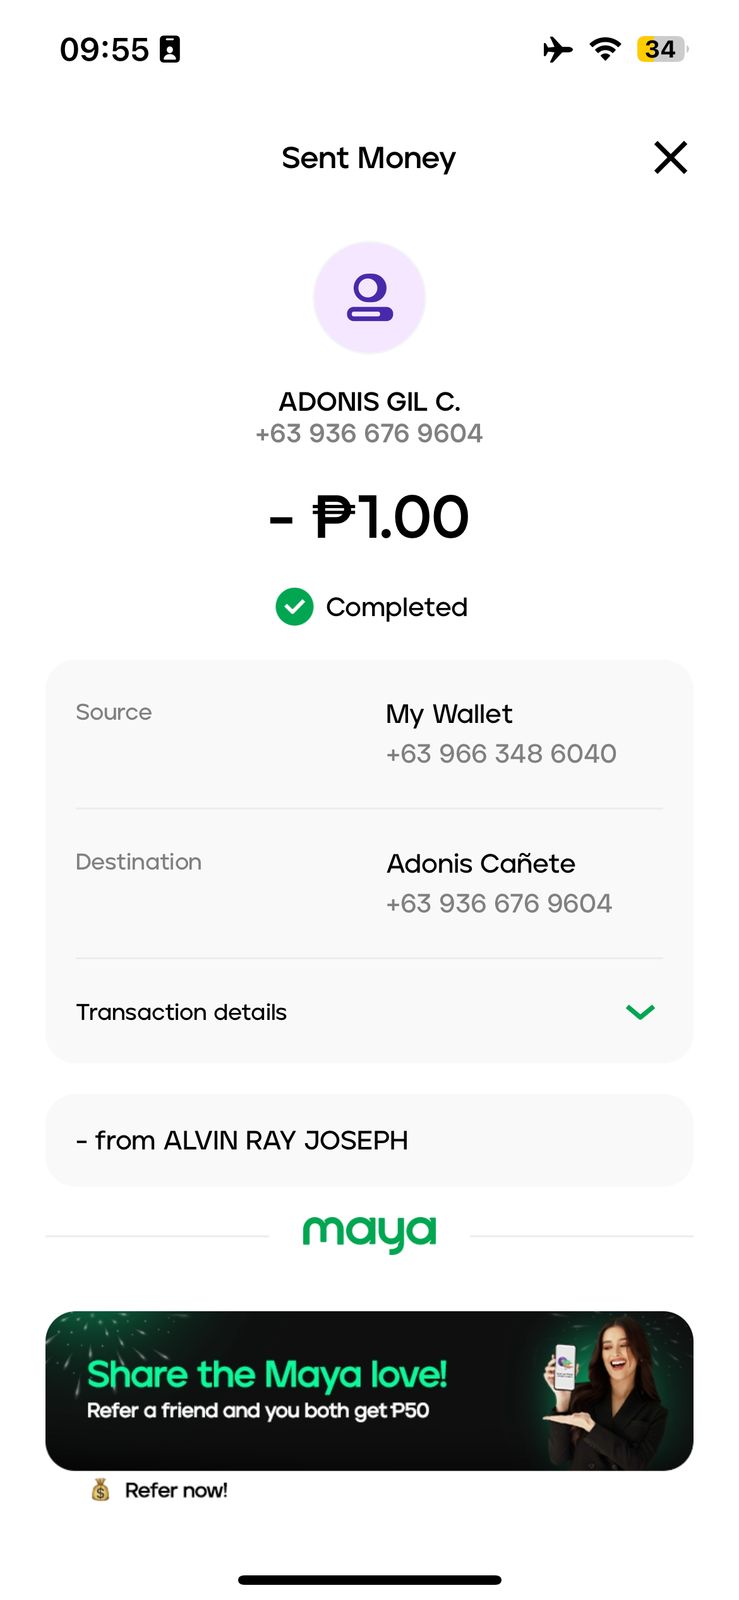 09:55
34
Sent Money
ADONIS GIL C.
+63 936 676 9604
- ₱1.00
Completed
Source
My Wallet
+63 966 348 6040
Destination
Adonis Cañete
+63 936 676 9604
Transaction details
- from ALVIN RAY JOSEPH
maya
Share the Maya love!
Refer a friend and you both get ₱50
Refer now!